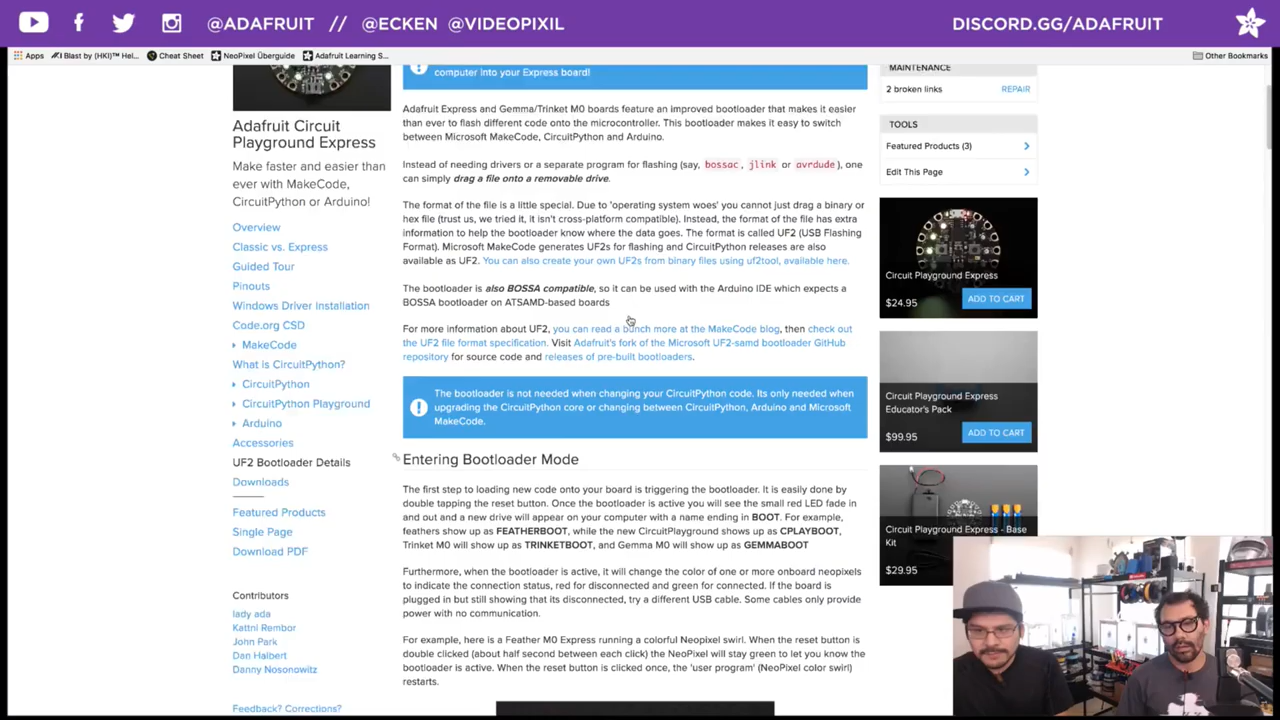 @ADAFRUIT // @ECKEN @VIDEOPIXIL
DISCORD.GG/ADAFRUIT
Apps
Blast by (HKI)™ Hel...
Cheat Sheet
NeoPixel Überguide
Adafruit Learning S...
Other Bookmarks
Adafruit Circuit
Playground Express
Make faster and easier than
ever with MakeCode,
CircuitPython or Arduino!
Overview
Classic vs. Express
Guided Tour
Pinouts
Windows Driver Installation
Code.org CSD
MakeCode
What is CircuitPython?
CircuitPython
CircuitPython Playground
Arduino
Accessories
UF2 Bootloader Details
Downloads
Featured Products
Single Page
Download PDF
Contributors
lady ada
Kattni Rembor
John Park
Dan Halbert
Danny Nosonowitz
Feedback? Corrections?
computer into your Express board!
Adafruit Express and Gemma/Trinket M0 boards feature an improved bootloader that makes it easier
than ever to flash different code onto the microcontroller. This bootloader makes it easy to switch
between Microsoft MakeCode, CircuitPython and Arduino.
Instead of needing drivers or a separate program for flashing (say, bossac, jlink or avrdude), one
can simply drag a file onto a removable drive.
The format of the file is a little special. Due to 'operating system woes' you cannot just drag a binary or
hex file (trust us, we tried it, it isn't cross-platform compatible). Instead, the format of the file has extra
information to help the bootloader know where the data goes. The format is called UF2 (USB Flashing
Format). Microsoft MakeCode generates UF2s for flashing and CircuitPython releases are also
available as UF2. You can also create your own UF2s from binary files using uf2tool, available here.
The bootloader is also BOSSA compatible, so it can be used with the Arduino IDE which expects a
BOSSA bootloader on ATSAMD-based boards
For more information about UF2, you can read a bunch more at the MakeCode blog, then check out
the UF2 file format specification. Visit Adafruit's fork of the Microsoft UF2-samd bootloader GitHub
repository for source code and releases of pre-built bootloaders.
The bootloader is not needed when changing your CircuitPython code. Its only needed when
upgrading the CircuitPython core or changing between CircuitPython, Arduino and Microsoft
MakeCode.
Entering Bootloader Mode
The first step to loading new code onto your board is triggering the bootloader. It is easily done by
double tapping the reset button. Once the bootloader is active you will see the small red LED fade in
and out and a new drive will appear on your computer with a name ending in BOOT. For example,
feathers show up as FEATHERBOOT, while the new CircuitPlayground shows up as CPLAYBOOT,
Trinket M0 will show up as TRINKETBOOT, and Gemma M0 will show up as GEMMABOOT
Furthermore, when the bootloader is active, it will change the color of one or more onboard neopixels
to indicate the connection status, red for disconnected and green for connected. If the board is
plugged in but still showing that its disconnected, try a different USB cable. Some cables only provide
power with no communication.
For example, here is a Feather M0 Express running a colorful Neopixel swirl. When the reset button is
double clicked (about half second between each click) the NeoPixel will stay green to let you know the
bootloader is active. When the reset button is clicked once, the 'user program' (NeoPixel color swirl)
restarts.
MAINTENANCE
2 broken links REPAIR
TOOLS
Featured Products (3)
Edit This Page
Circuit Playground Express
$24.95 ADD TO CART
Circuit Playground Express
Educator's Pack
$99.95 ADD TO CART
Circuit Playground Express - Base
Kit
$29.95